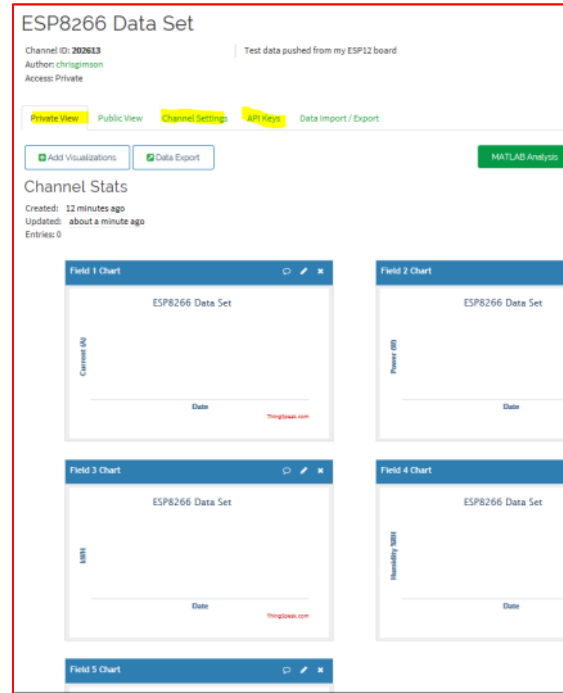 ESP8266 Data Set
Channel ID: 202613
Test data pushed from my ESP12 board
Author: chrisgimson
Access: Private
Private View Public View Channel Settings API Keys Data Import / Export
Add Visualizations Data Export MATLAB Analysis
Channel Stats
Created: 12 minutes ago
Updated: about a minute ago
Entries: 0
Field 1 Chart
ESP8266 Data Set
Current (A)
Date
ThingSpeak.com
Field 2 Chart
ESP8266 Data Set
Power (W)
Date
Field 3 Chart
ESP8266 Data Set
kWH
Date
ThingSpeak.com
Field 4 Chart
ESP8266 Data Set
Humidity %RH
Date
Field 5 Chart